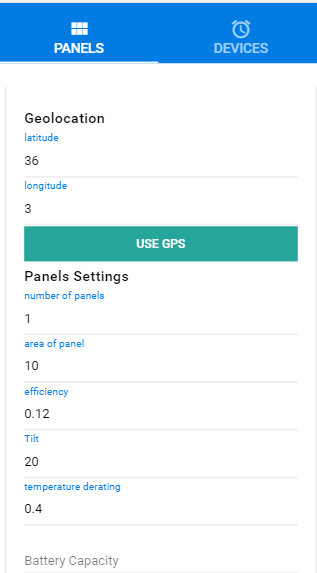 PANELS
DEVICES
Geolocation
latitude
36
longitude
3
USE GPS
Panels Settings
number of panels
1
area of panel
10
efficiency
0.12
Tilt
20
temperature derating
0.4
Battery Capacity